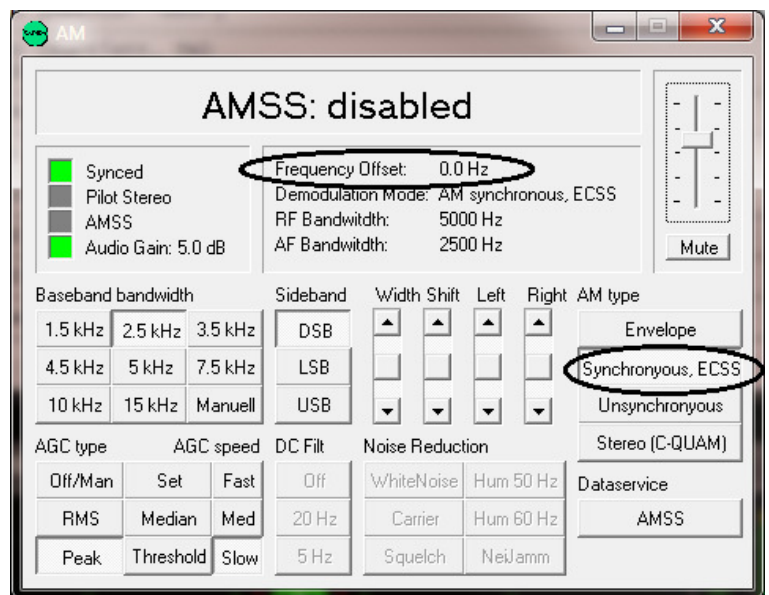 AM
AMSS: disabled
Synced
Pilot Stereo
AMSS
Audio Gain: 5.0 dB
Frequency Offset: 0.0 Hz
Demodulation Mode: AM synchronous, ECSS
RF Bandwitdth: 5000 Hz
AF Bandwitdth: 2500 Hz
Mute
Baseband bandwidth
1.5 kHz 2.5 kHz 3.5 kHz
4.5 kHz 5 kHz 7.5 kHz
10 kHz 15 kHz Manuell
Sideband
DSB
LSB
USB
Width Shift Left Right
AM type
Envelope
Synchronyous, ECSS
Unsynchronyous
Stereo (C-QUAM)
AGC type AGC speed
Off/Man Set Fast
RMS Median Med
Peak Threshold Slow
DC Filt
Off
20 Hz
5 Hz
Noise Reduction
WhiteNoise Hum 50 Hz
Carrier Hum 60 Hz
Squelch NeiJamm
Dataservice
AMSS